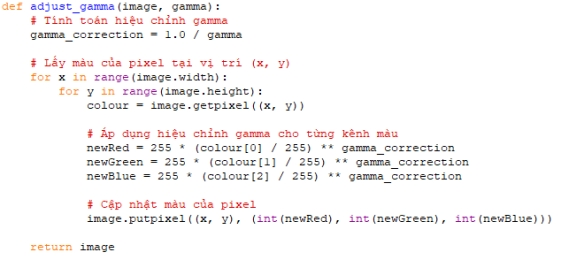 def adjust_gamma(image, gamma):
    # Tính toán hiệu chỉnh gamma
    gamma_correction = 1.0 / gamma

    # Lấy màu của pixel tại vị trí (x, y)
    for x in range(image.width):
        for y in range(image.height):
            colour = image.getpixel((x, y))

            # Áp dụng hiệu chỉnh gamma cho từng kênh màu
            newRed = 255 * (colour[0] / 255) ** gamma_correction
            newGreen = 255 * (colour[1] / 255) ** gamma_correction
            newBlue = 255 * (colour[2] / 255) ** gamma_correction

            # Cập nhật màu của pixel
            image.putpixel((x, y), (int(newRed), int(newGreen), int(newBlue)))

    return image